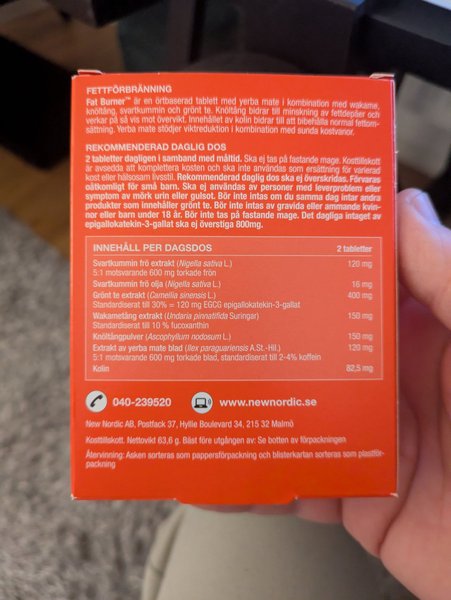 FETTFÖRBRÄNNING
Fat Burner™ är en örtbaserad tablett med yerba mate i kombination med wakame,
knöltång, svartkummin och grönt te. Knöltång bidrar till minskning av fettdepåer och
verkar på så vis mot övervikt. Innehållet av kolin bidrar till att bibehålla normal fettom-
sättning. Yerba mate stödjer viktreduktion i kombination med sunda kostvanor.
REKOMMENDERAD DAGLIG DOS
2 tabletter dagligen i samband med måltid. Ska ej tas på fastande mage. Kosttillskott
är avsedda att komplettera kosten och ska inte användas som ersättning för varierad
kost eller hälsosam livsstil. Rekommenderad daglig dos ska ej överskridas. Förvaras
oåtkomligt för små barn. Ska ej användas av personer med leverproblem eller
symptom av mörk urin eller gulsot. Bör inte intas om du samma dag intar andra
produkter som innehåller grönt te. Bör inte intas av gravida eller ammande kvin-
nor eller barn under 18 år. Bör inte tas på fastande mage. Det dagliga intaget av
epigallokatekin-3-gallat ska ej överstiga 800mg.
INNEHÅLL PER DAGSDOS 2 tabletter
Svartkummin frö extrakt (Nigella sativa L.) 120 mg
5:1 motsvarande 600 mg torkade frön
Svartkummin frö olja (Nigella sativa L.) 16 mg
Grönt te extrakt (Camellia sinensis L.) 400 mg
Standardiserat till 30% = 120 mg EGCG epigallokatekin-3-gallat
Wakametång extrakt (Undaria pinnatifida Suringar) 150 mg
Standardiserat till 10 % fucoxanthin
Knöltångpulver (Ascophyllum nodosum L.) 150 mg
Extrakt av yerba mate blad (Ilex paraguariensis A.St.-Hil.) 120 mg
5:1 motsvarande 600 mg torkade blad, standardiserat till 2-4% koffein
Kolin 82,5 mg
040-239520 www.newnordic.se
New Nordic AB, Postfack 37, Hyllie Boulevard 34, 215 32 Malmö
Kosttillskott. Nettovikt 63,6 g. Bäst före utgången av: Se botten av förpackningen
Återvinning: Asken sorteras som pappersförpackning och blisterkartan sorteras som plastför-
packning